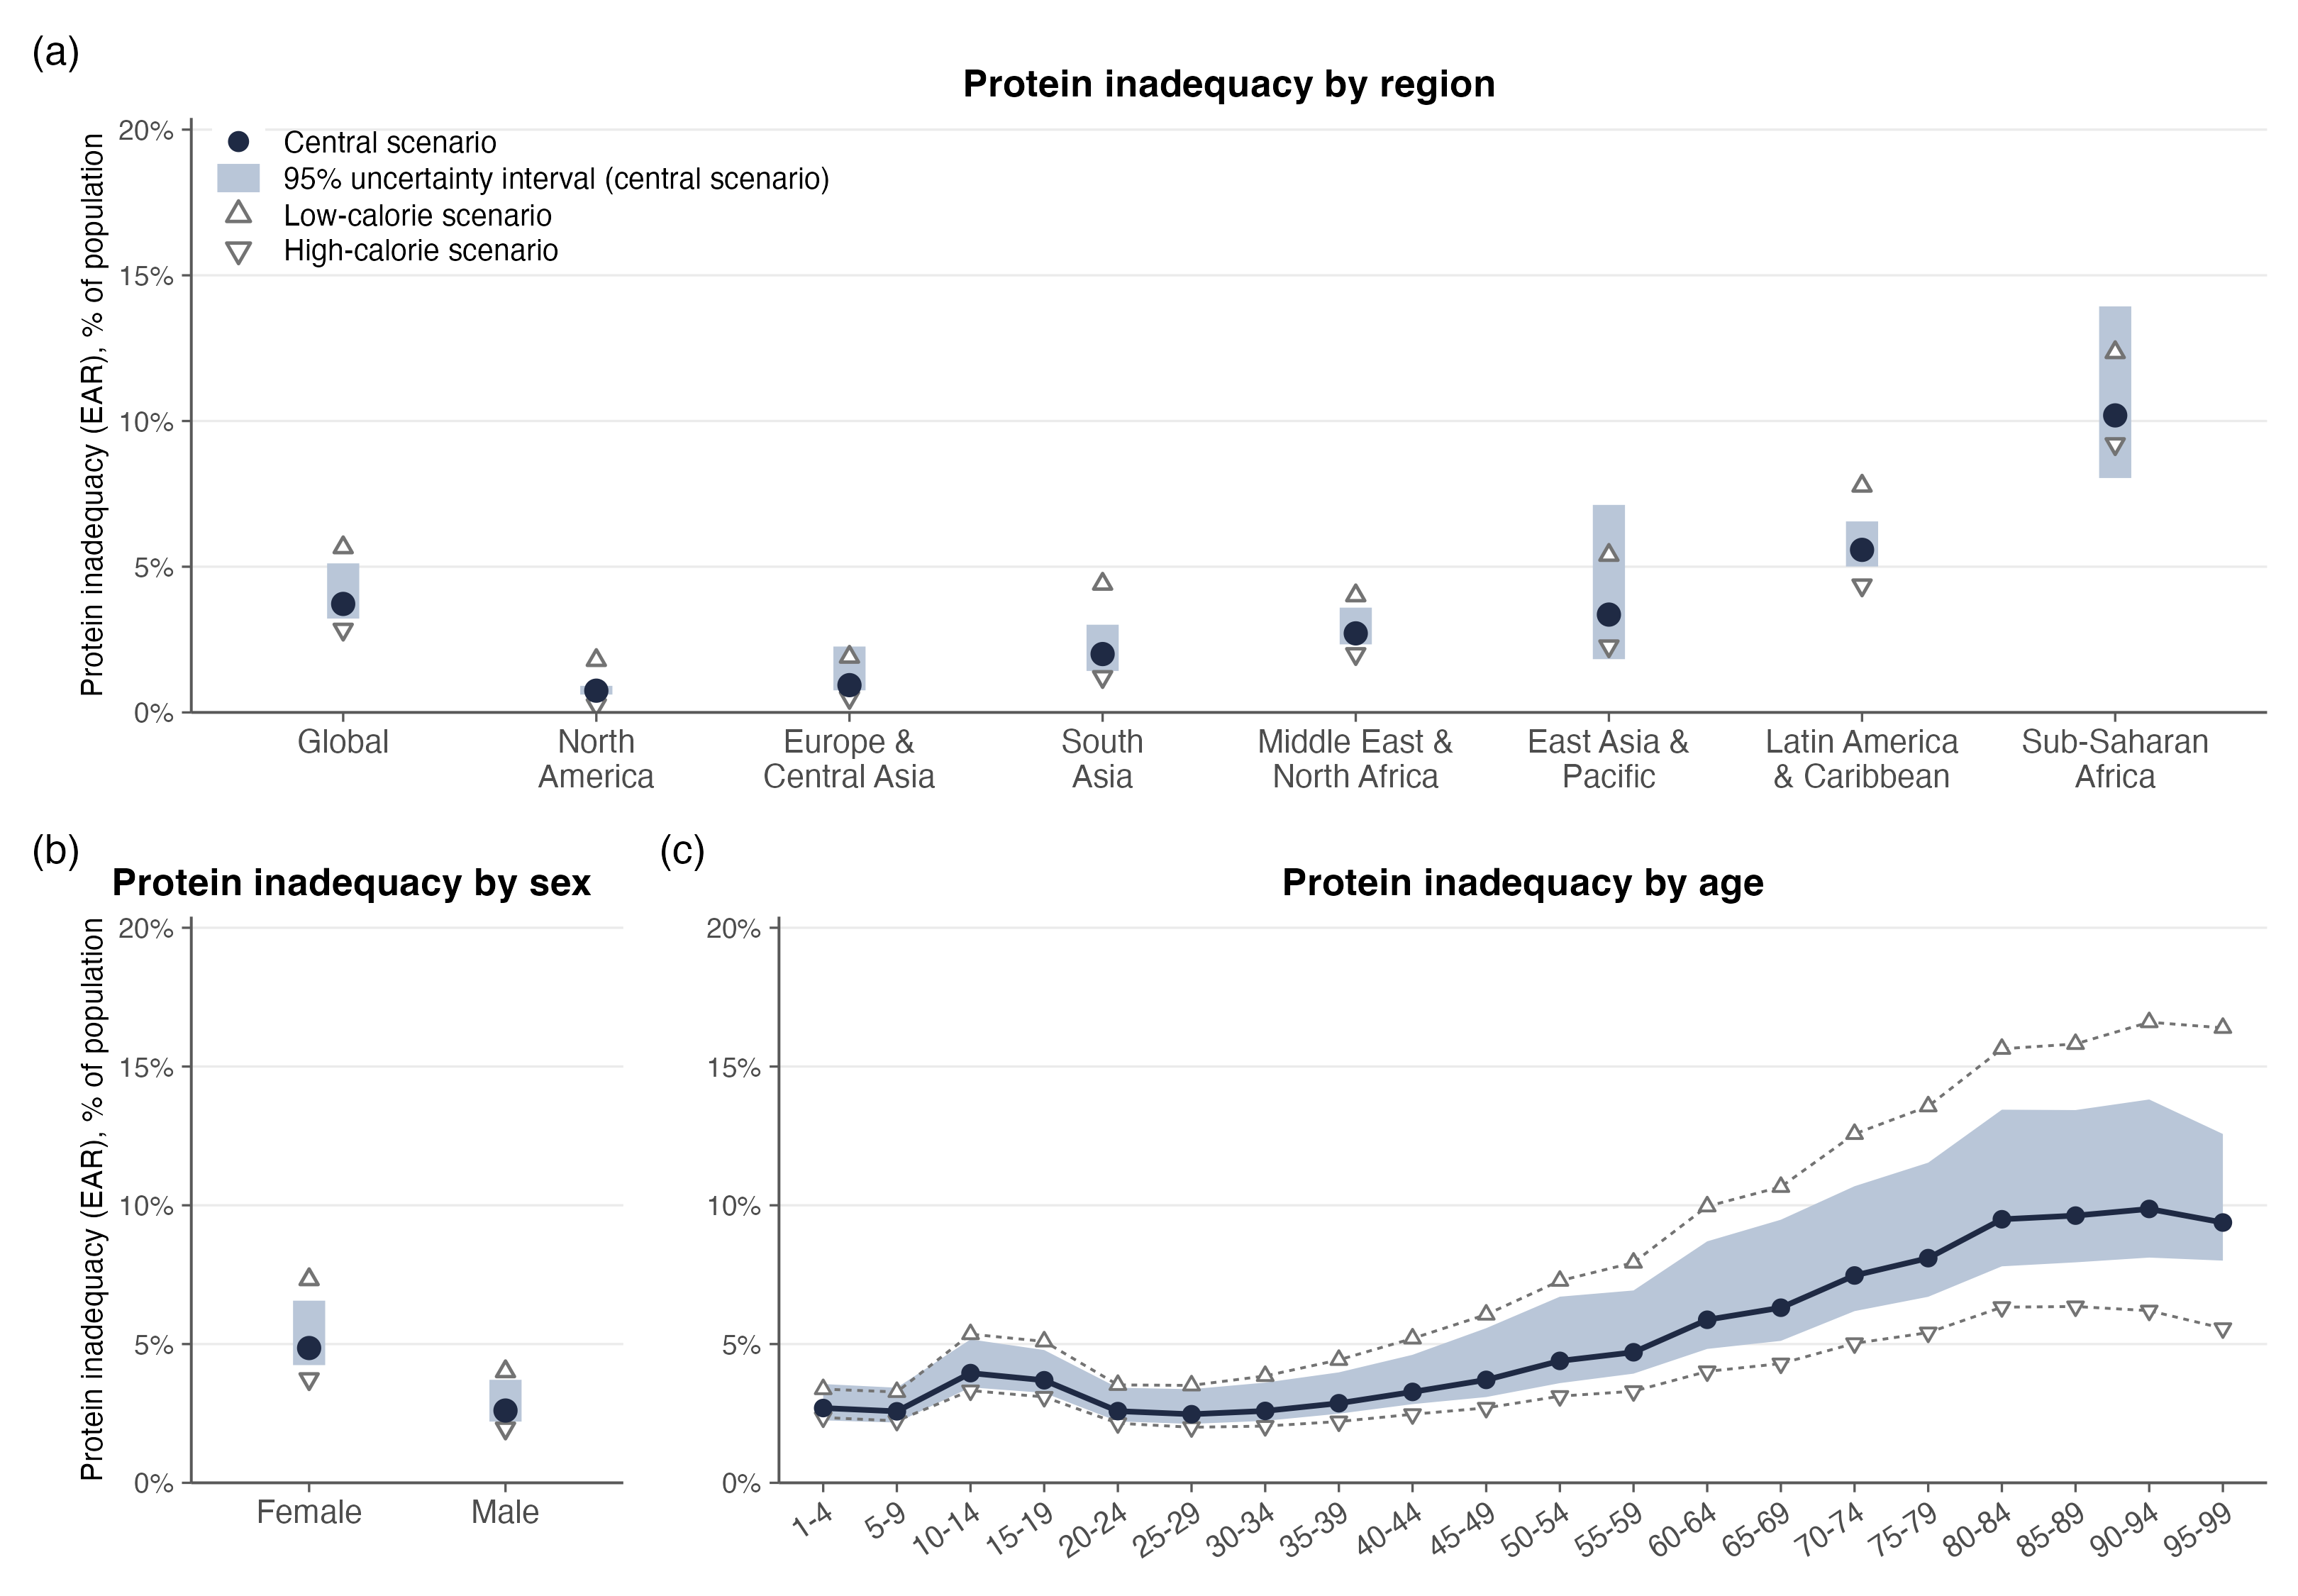 (a)
Protein inadequacy by region
Protein inadequacy (EAR), % of population
20%
15%
10%
5%
0%
Central scenario
95% uncertainty interval (central scenario)
Low-calorie scenario
High-calorie scenario
Global
North
America
Europe &
Central Asia
South
Asia
Middle East &
North Africa
East Asia &
Pacific
Latin America
& Caribbean
Sub-Saharan
Africa
(b)
Protein inadequacy by sex
Protein inadequacy (EAR), % of population
20%
15%
10%
5%
0%
Female
Male
(c)
Protein inadequacy by age
20%
15%
10%
5%
0%
1-4
5-9
10-14
15-19
20-24
25-29
30-34
35-39
40-44
45-49
50-54
55-59
60-64
65-69
70-74
75-79
80-84
85-89
90-94
95-99